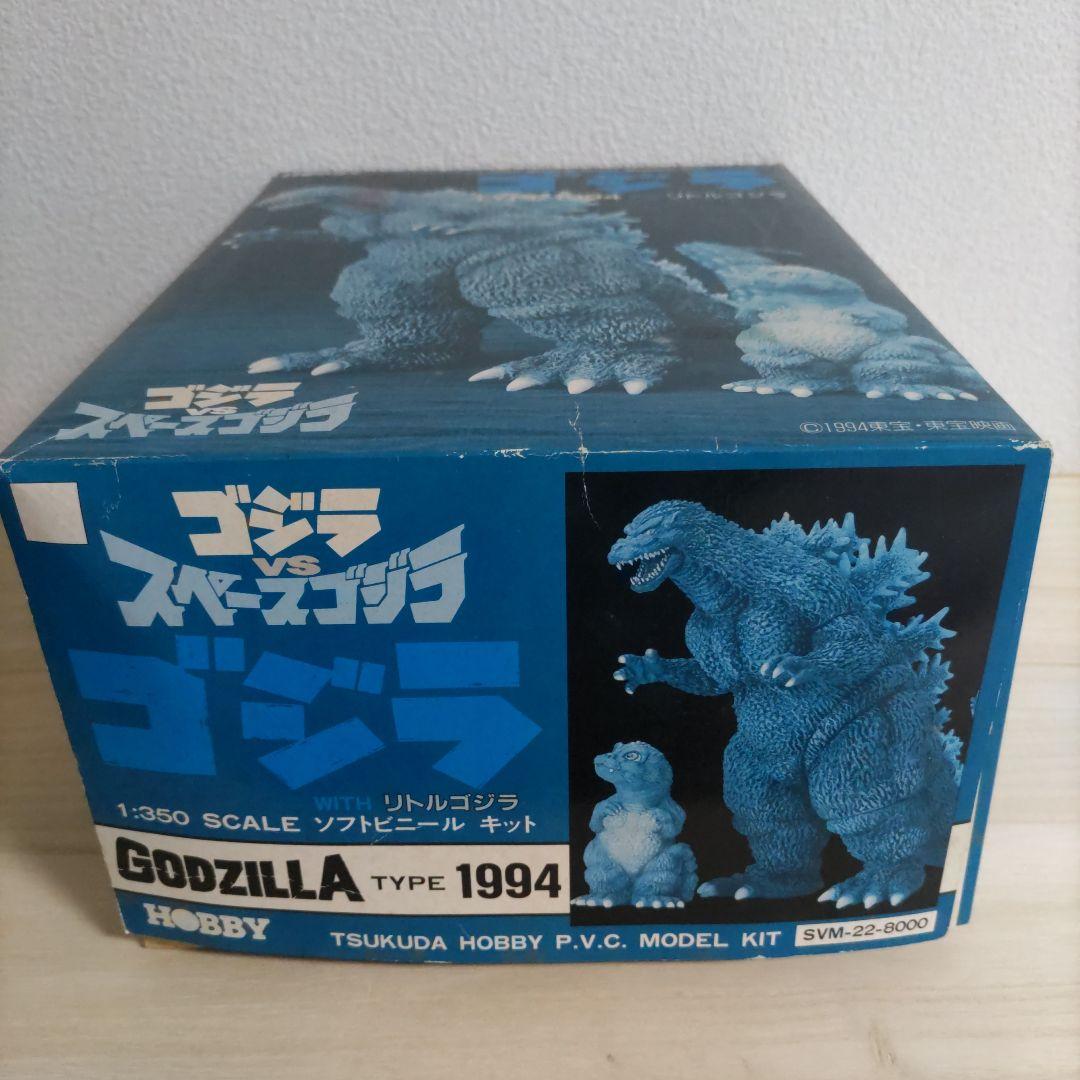 ゴジラ
リトルゴジラ
ゴジラ
VS
スペースゴジラ
©1994東宝・東宝映画
ゴジラ
VS
スペースゴジラ
ゴジラ
WITH リトルゴジラ
1:350 SCALE ソフトビニール キット
GODZILLA TYPE 1994
HOBBY
TSUKUDA HOBBY P.V.C. MODEL KIT SVM-22-8000